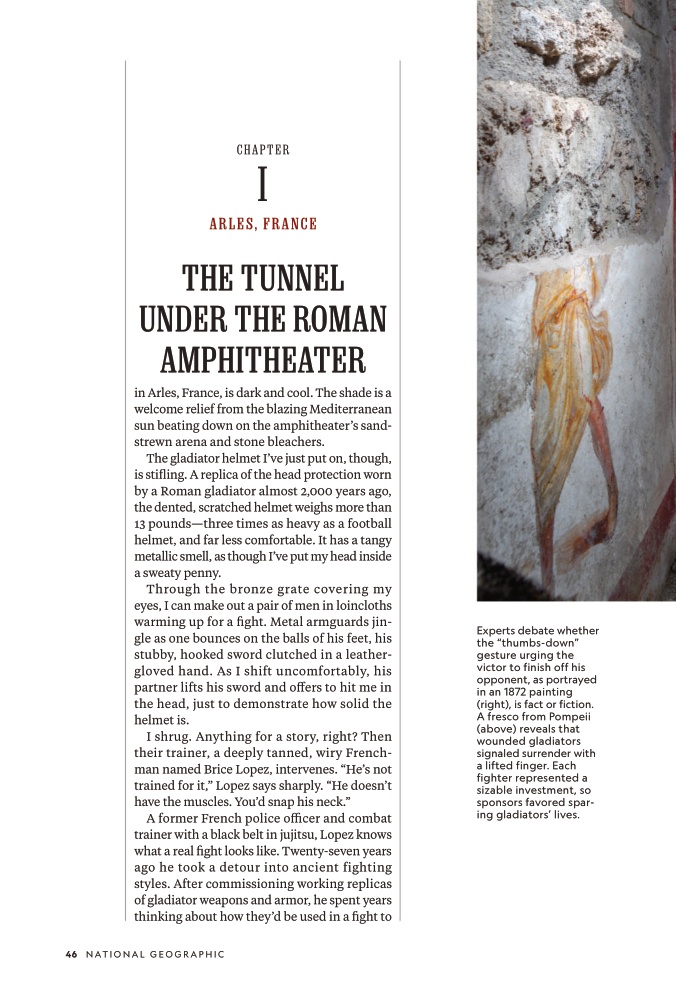 CHAPTER
I
ARLES, FRANCE
THE TUNNEL
UNDER THE ROMAN
AMPHITHEATER
in Arles, France, is dark and cool. The shade is a
welcome relief from the blazing Mediterranean
sun beating down on the amphitheater’s sand-
strewn arena and stone bleachers.
The gladiator helmet I’ve just put on, though,
is stifling. A replica of the head protection worn
by a Roman gladiator almost 2,000 years ago,
the dented, scratched helmet weighs more than
13 pounds—three times as heavy as a football
helmet, and far less comfortable. It has a tangy
metallic smell, as though I’ve put my head inside
a sweaty penny.
Through the bronze grate covering my
eyes, I can make out a pair of men in loincloths
warming up for a fight. Metal armguards jin-
gle as one bounces on the balls of his feet, his
stubby, hooked sword clutched in a leather-
gloved hand. As I shift uncomfortably, his
partner lifts his sword and offers to hit me in
the head, just to demonstrate how solid the
helmet is.
I shrug. Anything for a story, right? Then
their trainer, a deeply tanned, wiry French-
man named Brice Lopez, intervenes. “He’s not
trained for it,” Lopez says sharply. “He doesn’t
have the muscles. You’d snap his neck.”
A former French police officer and combat
trainer with a black belt in jujitsu, Lopez knows
what a real fight looks like. Twenty-seven years
ago he took a detour into ancient fighting
styles. After commissioning working replicas
of gladiator weapons and armor, he spent years
thinking about how they’d be used in a fight to
Experts debate whether
the “thumbs-down”
gesture urging the
victor to finish off his
opponent, as portrayed
in an 1872 painting
(right), is fact or fiction.
A fresco from Pompeii
(above) reveals that
wounded gladiators
signaled surrender with
a lifted finger. Each
fighter represented a
sizable investment, so
sponsors favored spar-
ing gladiators’ lives.
46 NATIONAL GEOGRAPHIC